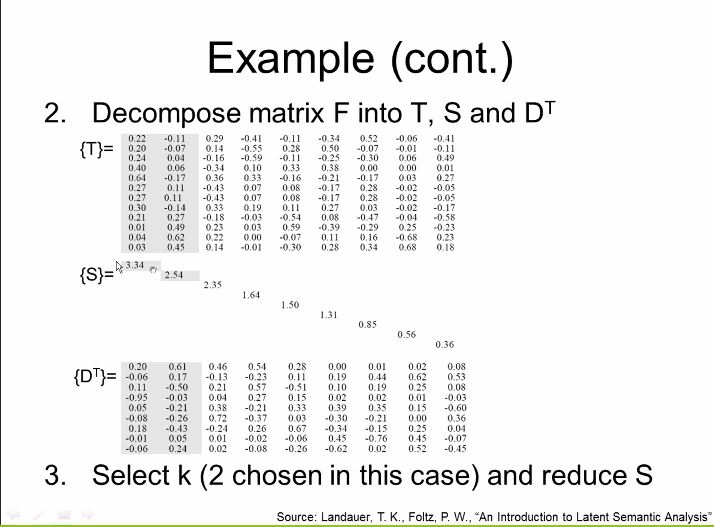 Example (cont.)
2. Decompose matrix F into T, S and Dᵀ
{T}=
0.22 -0.11 0.29 -0.41 -0.11 -0.34 0.52 -0.06 -0.41
0.20 -0.07 0.14 -0.55 0.28 0.50 -0.07 -0.01 -0.11
0.24 0.04 -0.16 -0.59 -0.11 -0.25 -0.30 0.06 0.49
0.40 0.06 -0.34 0.10 0.33 0.38 0.00 0.00 0.01
0.64 -0.17 0.36 0.33 -0.16 -0.21 -0.17 0.03 0.27
0.27 0.11 -0.43 0.07 0.08 -0.17 0.28 -0.02 -0.05
0.27 0.11 -0.43 0.07 0.08 -0.17 0.28 -0.02 -0.05
0.30 -0.14 0.33 0.19 0.11 0.27 0.03 -0.02 -0.17
0.21 0.27 -0.18 -0.03 -0.54 0.08 -0.47 -0.04 -0.58
0.01 0.49 0.23 0.03 0.59 -0.39 -0.29 0.25 -0.23
0.04 0.62 0.22 0.00 -0.07 0.11 0.16 -0.68 0.23
0.03 0.45 0.14 -0.01 -0.30 0.28 0.34 0.68 0.18
{S}=
3.34
2.54
2.35
1.64
1.50
1.31
0.85
0.56
0.36
{Dᵀ}=
0.20 0.61 0.46 0.54 0.28 0.00 0.01 0.02 0.08
-0.06 0.17 -0.13 -0.23 0.11 0.19 0.44 0.62 0.53
0.11 -0.50 0.21 0.57 -0.51 0.10 0.19 0.25 0.08
-0.95 -0.03 0.04 0.27 0.15 0.02 0.02 0.01 -0.03
0.05 -0.21 0.38 -0.21 0.33 0.39 0.35 0.15 -0.60
-0.08 -0.26 0.72 -0.37 0.03 -0.30 -0.21 0.00 0.36
0.18 -0.43 -0.24 0.26 0.67 -0.34 -0.15 0.25 0.04
-0.01 0.05 0.01 -0.02 -0.06 0.45 -0.76 0.45 -0.07
-0.06 0.24 0.02 -0.08 -0.26 -0.62 0.02 0.52 -0.45
3. Select k (2 chosen in this case) and reduce S
Source: Landauer, T. K., Foltz, P. W., “An Introduction to Latent Semantic Analysis”